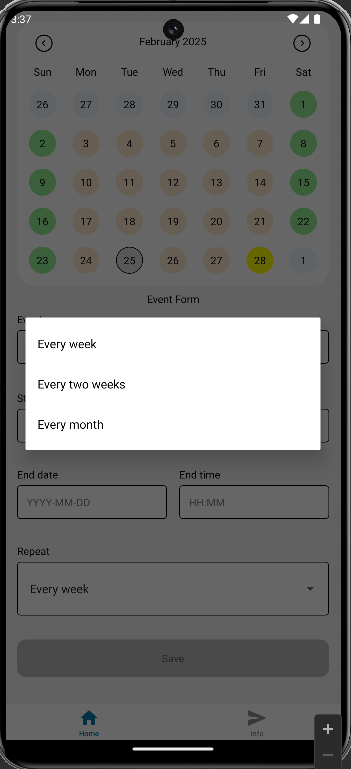 3:37
February 2025
Sun Mon Tue Wed Thu Fri Sat
26 27 28 29 30 31 1
2 3 4 5 6 7 8
9 10 11 12 13 14 15
16 17 18 19 20 21 22
23 24 25 26 27 28 1
Event Form
Every week
Every two weeks
Every month
End date End time
YYYY-MM-DD HH:MM
Repeat
Every week
Save
Home Info